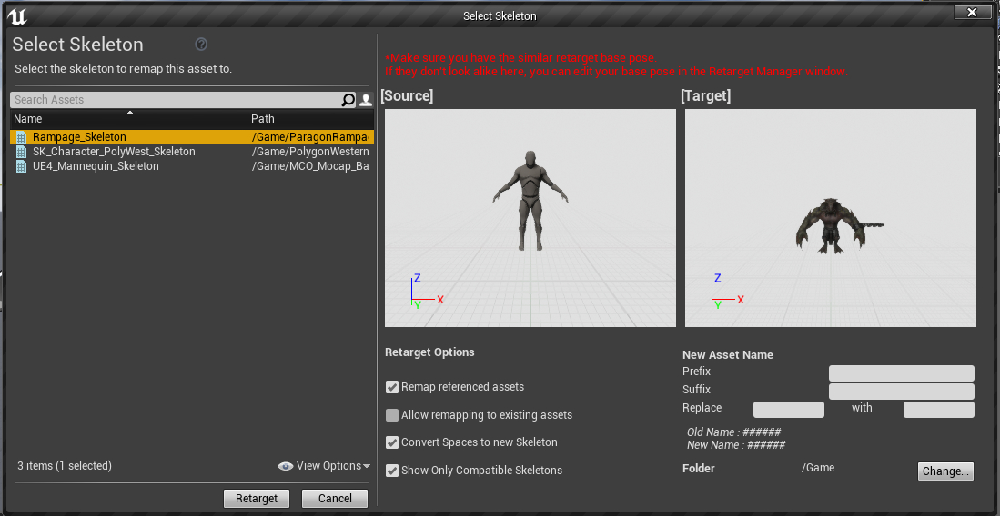 Select Skeleton
Select Skeleton
Select the skeleton to remap this asset to.
Search Assets
Name Path
Rampage_Skeleton /Game/ParagonRampa
SK_Character_PolyWest_Skeleton /Game/PolygonWestern
UE4_Mannequin_Skeleton /Game/MCO_Mocap_Ba
3 items (1 selected) View Options
Retarget Cancel
*Make sure you have the similar retarget base pose.
If they don't look alike here, you can edit your base pose in the Retarget Manager window.
[Source] [Target]
Z X Y
Z X Y
Retarget Options
Remap referenced assets
Allow remapping to existing assets
Convert Spaces to new Skeleton
Show Only Compatible Skeletons
New Asset Name
Prefix
Suffix
Replace with
Old Name : ######
New Name : ######
Folder /Game Change...